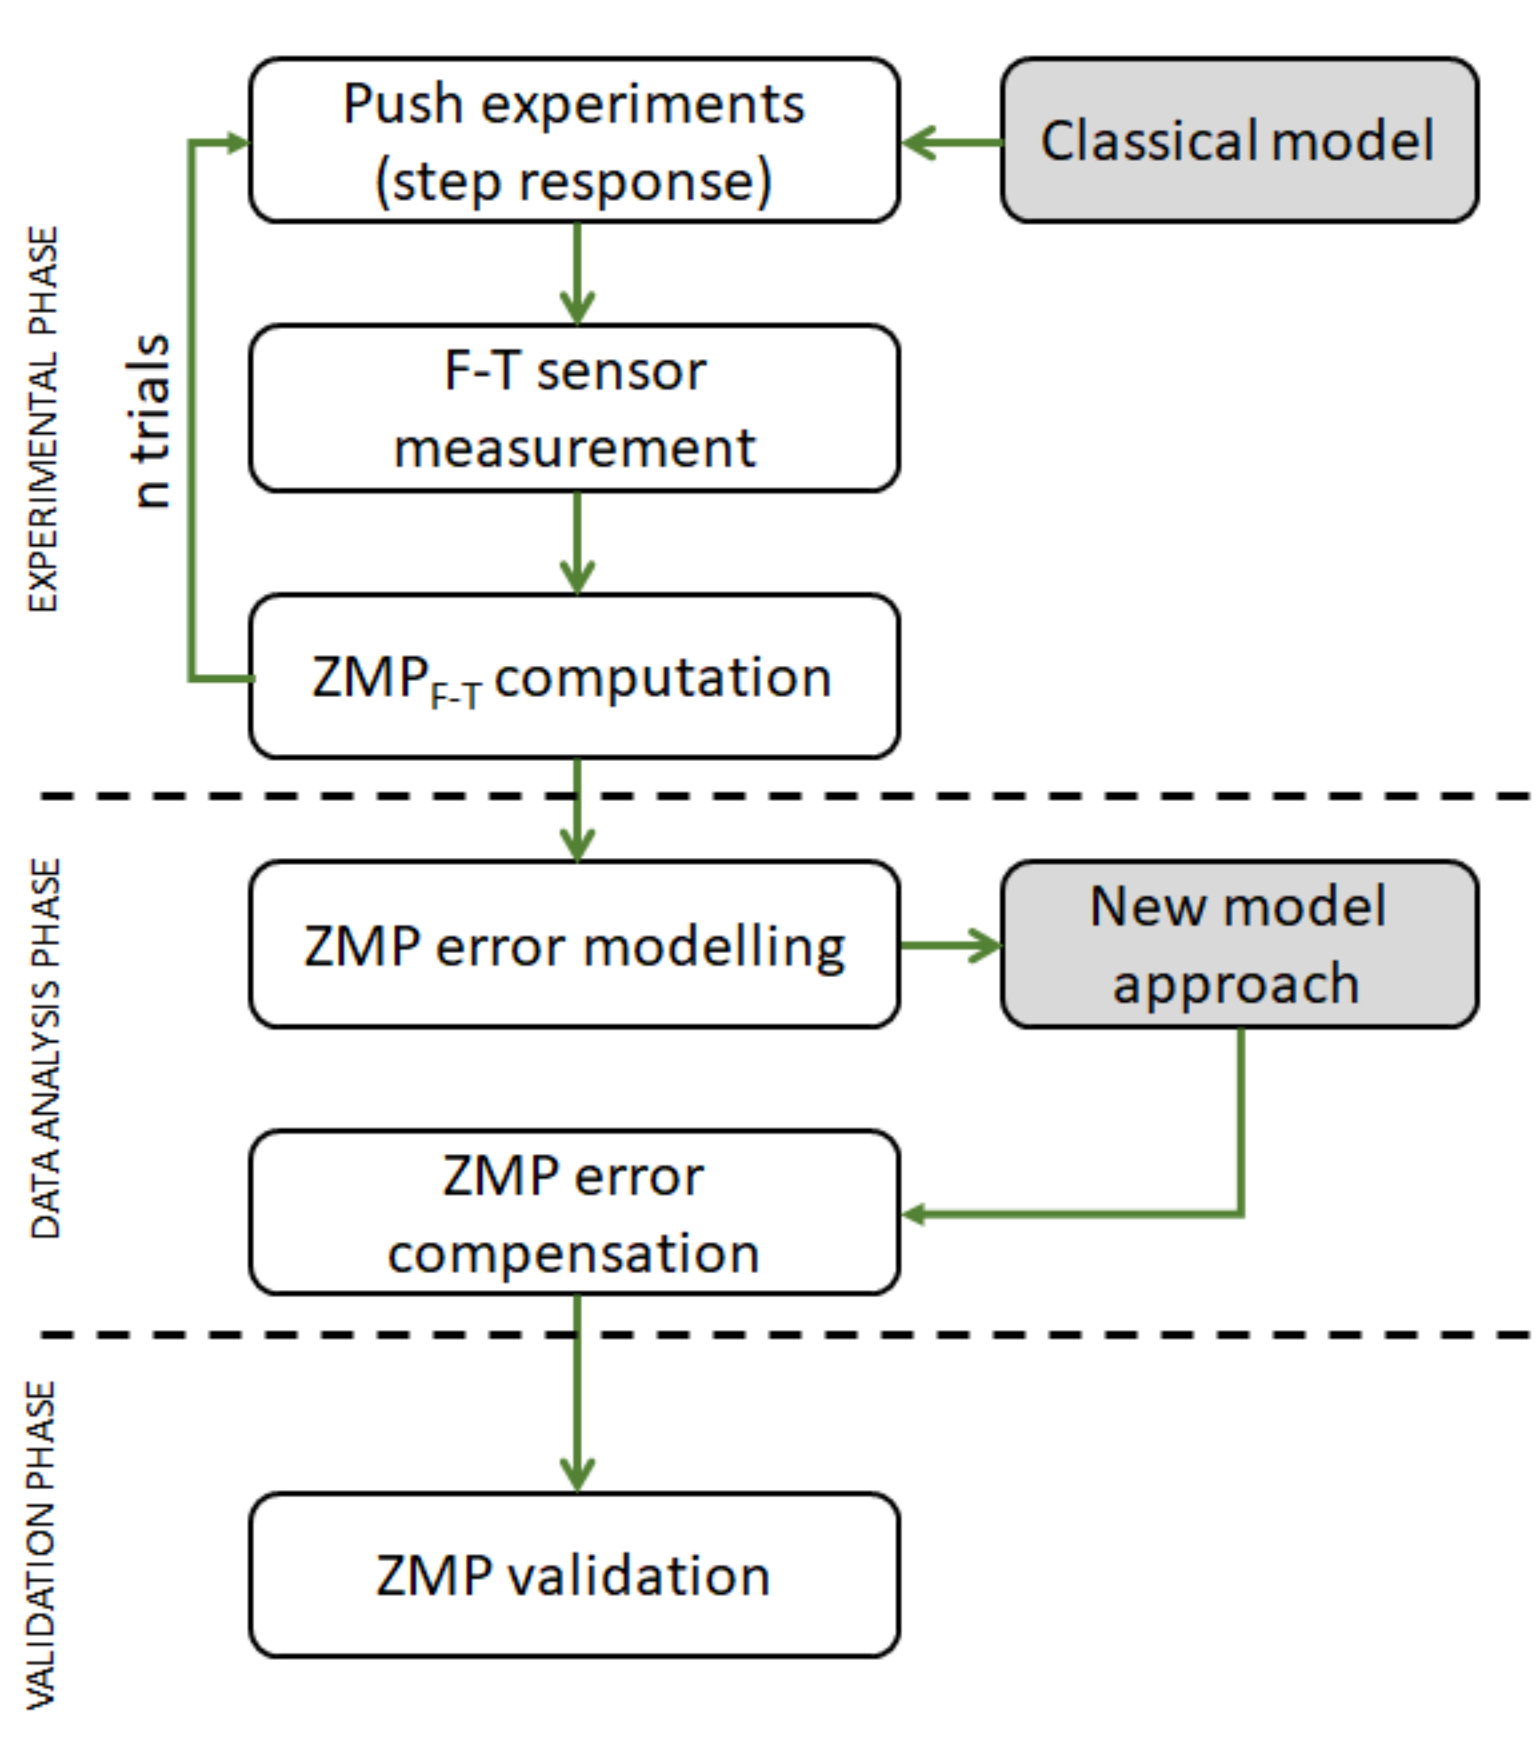 Push experiments
(step response)
Classical model
EXPERIMENTAL PHASE
n trials
F-T sensor
measurement
ZMPF-T computation
DATA ANALYSIS PHASE
ZMP error modelling
New model
approach
ZMP error
compensation
VALIDATION PHASE
ZMP validation